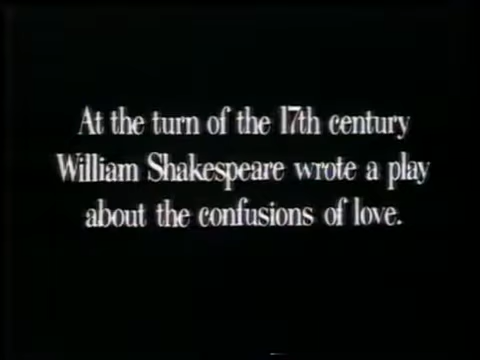 At the turn of the 17th century
William Shakespeare wrote a play
about the confusions of love.